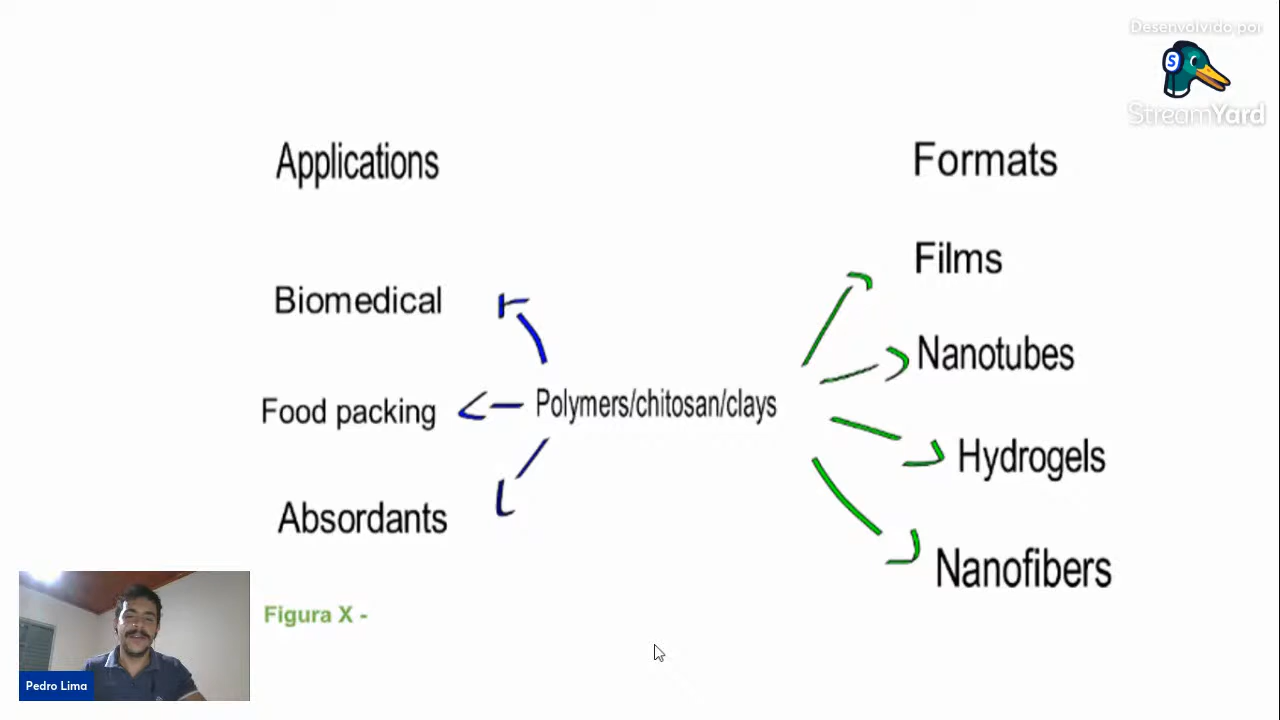 Desenvolvido por
StreamYard
Applications
Formats
Films
Biomedical
Nanotubes
Food packing
Polymers/chitosan/clays
Hydrogels
Absordants
Nanofibers
Figura X -
Pedro Lima
S